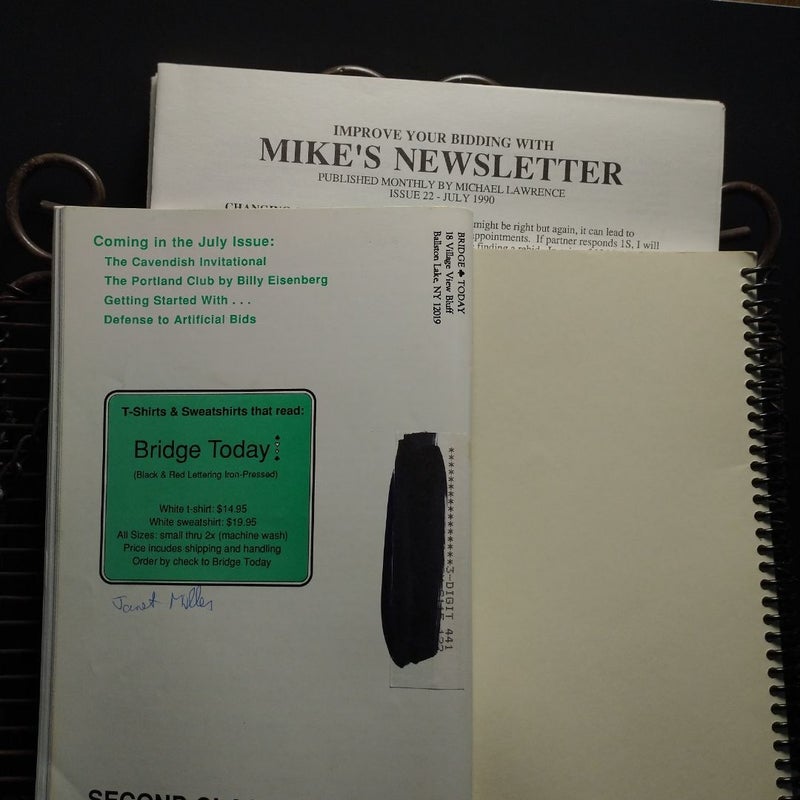 IMPROVE YOUR BIDDING WITH
MIKE'S NEWSLETTER
PUBLISHED MONTHLY BY MICHAEL LAWRENCE
ISSUE 22 - JULY 1990
might be right but again, it can lead to
If partner responds 1S, I will
Coming in the July Issue:
The Cavendish Invitational
The Portland Club by Billy Eisenberg
Getting Started With . . .
Defense to Artificial Bids
BRIDGE ♣ TODAY
18 Village View Bluff
Ballston Lake, NY 12019
T-Shirts & Sweatshirts that read:
Bridge Today
(Black & Red Lettering Iron-Pressed)
White t-shirt: $14.95
White sweatshirt: $19.95
All Sizes: small thru 2x (machine wash)
Price incudes shipping and handling
Order by check to Bridge Today
Janet
3-DIGIT 441
SECOND